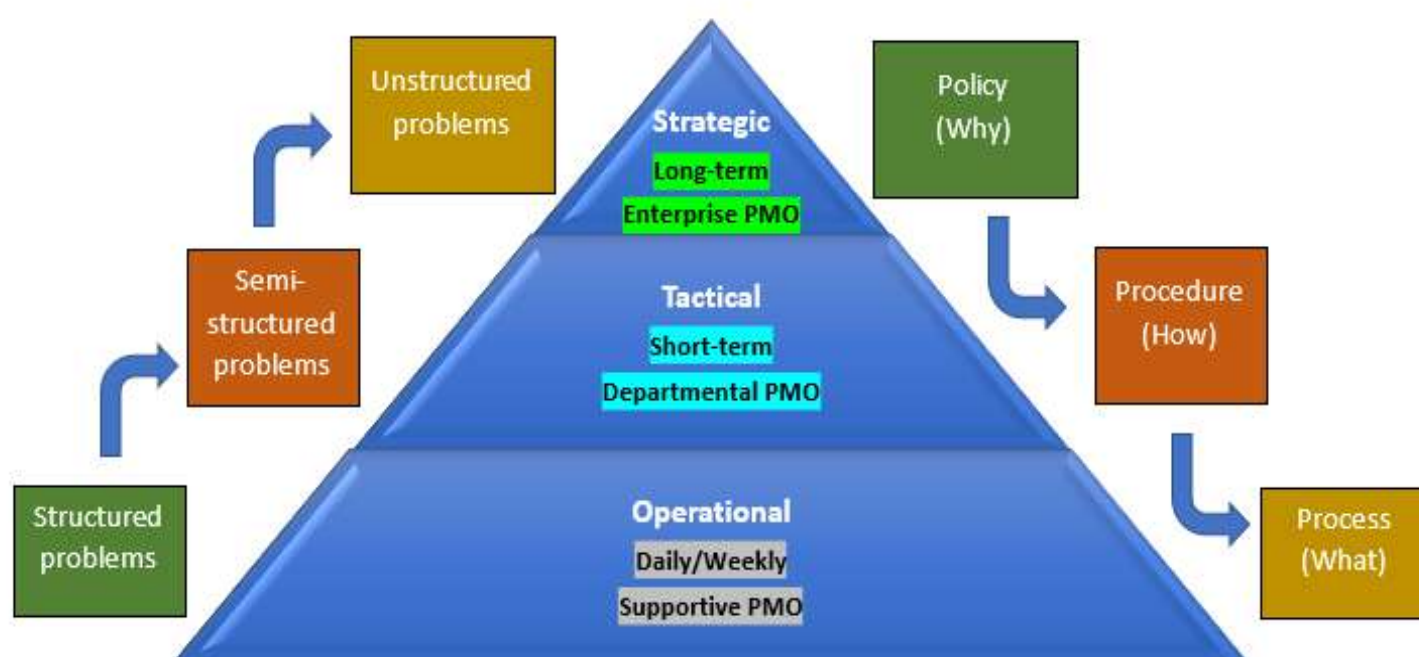 Unstructured
problems
Policy
(Why)
Strategic
Long-term
Enterprise PMO
Semi-
structured
problems
Tactical
Short-term
Departmental PMO
Procedure
(How)
Structured
problems
Operational
Daily/Weekly
Supportive PMO
Process
(What)